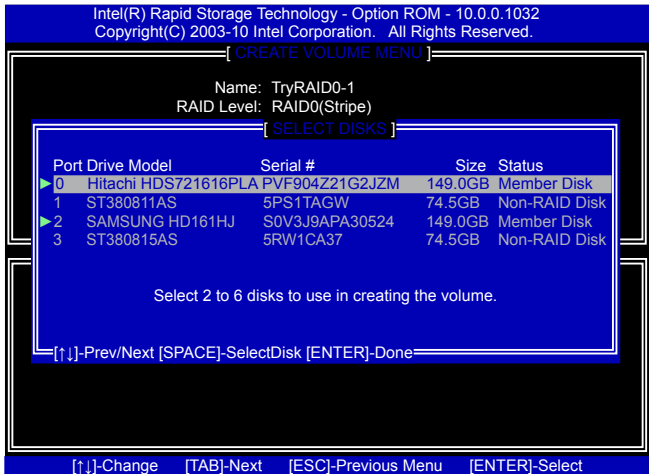 Intel(R) Rapid Storage Technology - Option ROM - 10.0.0.1032
Copyright(C) 2003-10 Intel Corporation. All Rights Reserved.
[ CREATE VOLUME MENU ]
Name: TryRAID0-1
RAID Level: RAID0(Stripe)
[ SELECT DISKS ]
Port Drive Model Serial # Size Status
0 Hitachi HDS721616PLA PVF904Z21G2JZM 149.0GB Member Disk
1 ST380811AS 5PS1TAGW 74.5GB Non-RAID Disk
2 SAMSUNG HD161HJ S0V3J9APA30524 149.0GB Member Disk
3 ST380815AS 5RW1CA37 74.5GB Non-RAID Disk
Select 2 to 6 disks to use in creating the volume.
[↑↓]-Prev/Next [SPACE]-SelectDisk [ENTER]-Done
[↑↓]-Change [TAB]-Next [ESC]-Previous Menu [ENTER]-Select